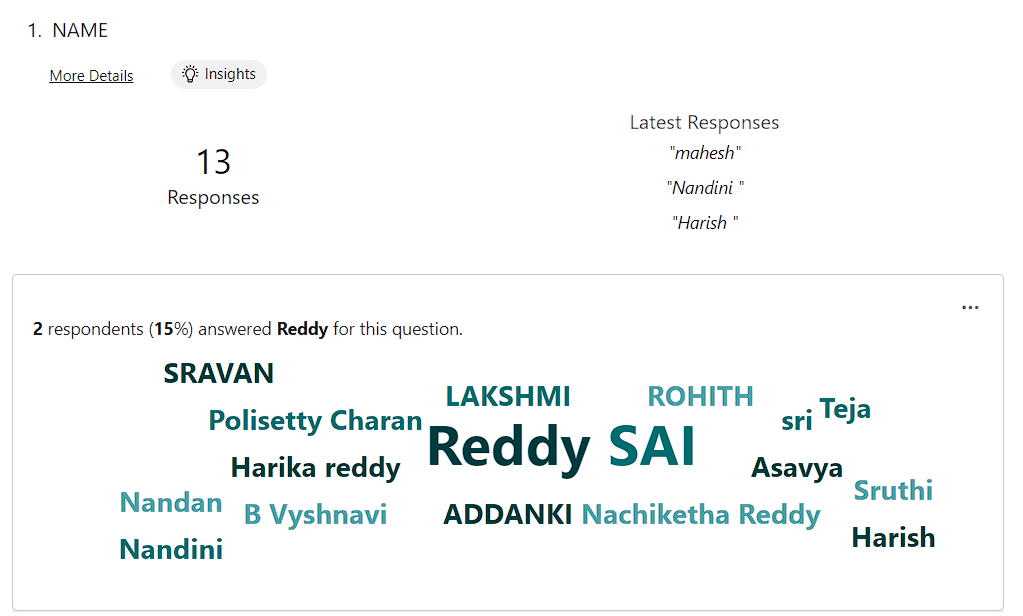 1. NAME
More Details
Insights
13
Responses
Latest Responses
"mahesh"
"Nandini "
"Harish "
...
2 respondents (15%) answered Reddy for this question.
SRAVAN
LAKSHMI
ROHITH
Teja
Polisetty Charan
sri
Reddy
SAI
Harika reddy
Asavya
Nandan
B Vyshnavi
ADDANKI
Nachiketha Reddy
Sruthi
Nandini
Harish